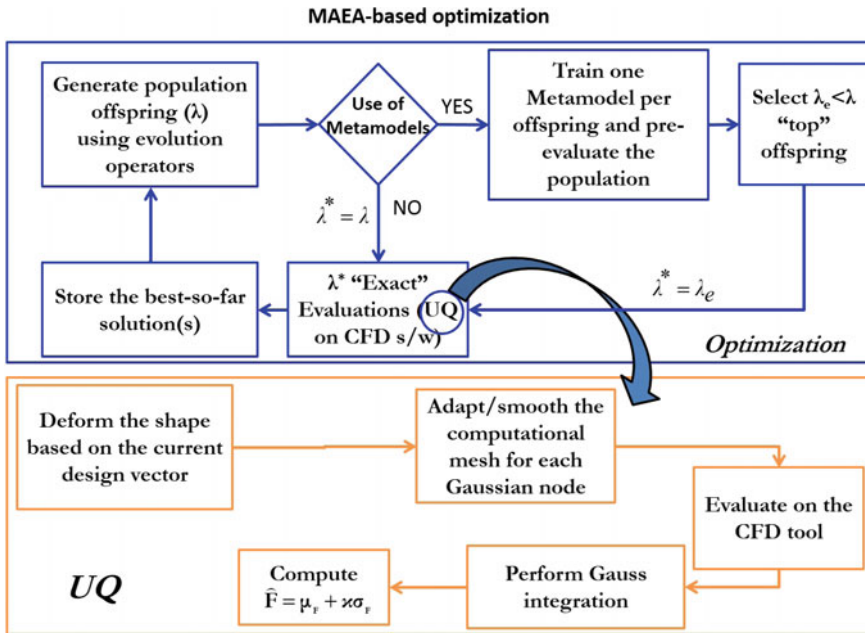 MAEA-based optimization
Generate population
offspring (λ)
using evolution
operators
Use of
Metamodels
YES
Train one
Metamodel per
offspring and pre-
evaluate the
population
Select λe<λ
“top”
offspring
λ* = λ
NO
Store the best-so-far
solution(s)
λ* “Exact”
Evaluations (UQ
on CFD s/w)
λ* = λe
Optimization
Deform the shape
based on the current
design vector
Adapt/smooth the
computational
mesh for each
Gaussian node
Evaluate on the
CFD tool
Perform Gauss
integration
Compute
F̂ = μF + ϰσF
UQ